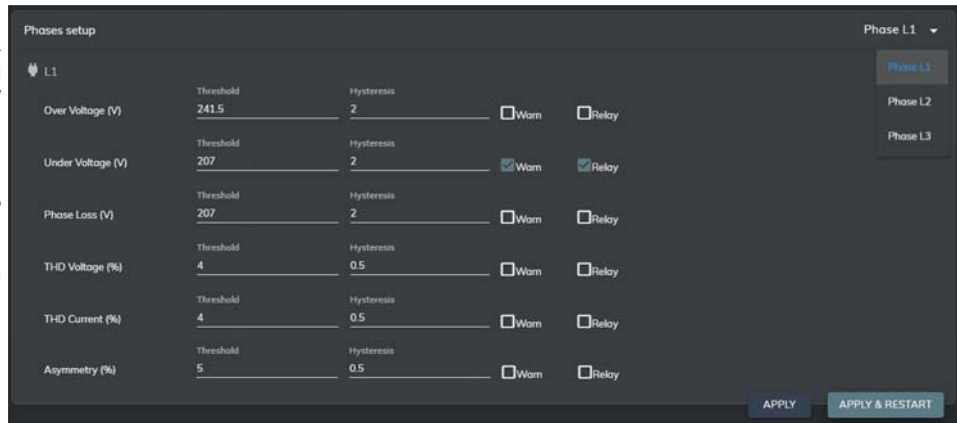 Phases setup Phase L1
L1 Phase L1
Threshold Hysteresis
Over Voltage (V) 241.5 2 Warn Relay Phase L2
Threshold Hysteresis Phase L3
Under Voltage (V) 207 2 Warn Relay
Threshold Hysteresis
Phase Loss (V) 207 2 Warn Relay
Threshold Hysteresis
THD Voltage (%) 4 0.5 Warn Relay
Threshold Hysteresis
THD Current (%) 4 0.5 Warn Relay
Threshold Hysteresis
Asymmetry (%) 5 0.5 Warn Relay
APPLY APPLY & RESTART